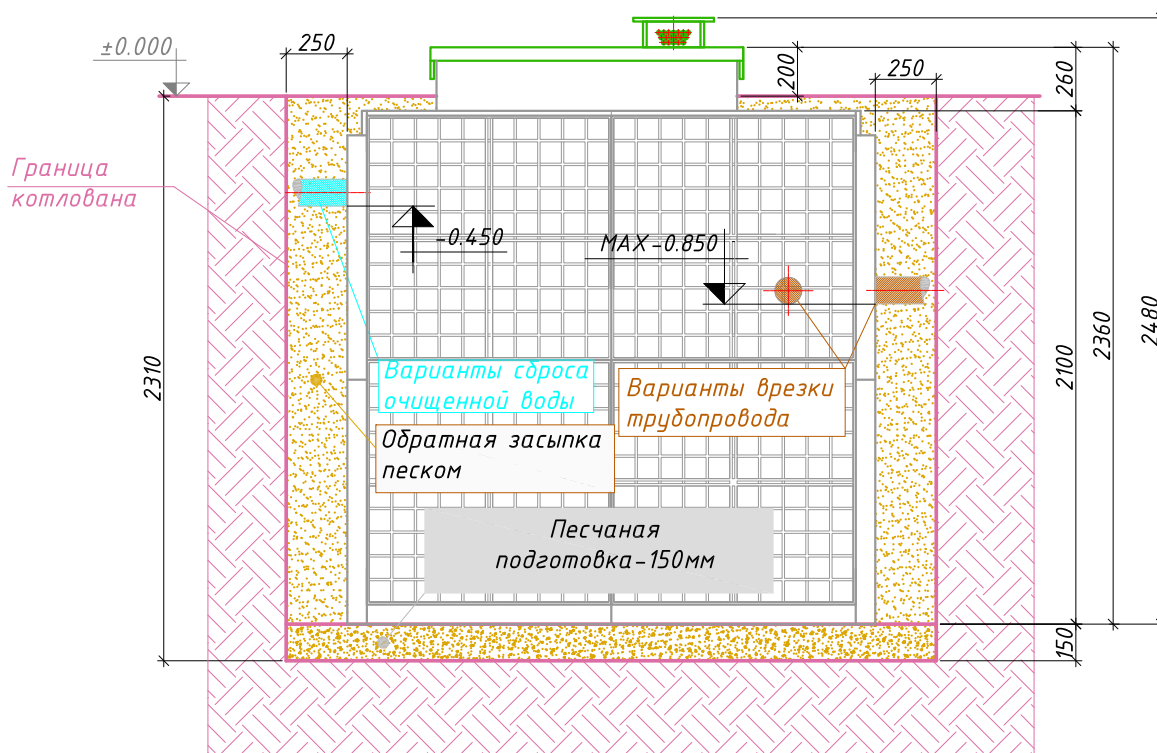 ±0.000
250
200
250
260
Граница
котлована
-0.450
MAX-0.850
2310
2100
2360
2480
Варианты сброса
очищенной воды
Варианты врезки
трубопровода
Обратная засыпка
песком
Песчаная
подготовка-150мм
150